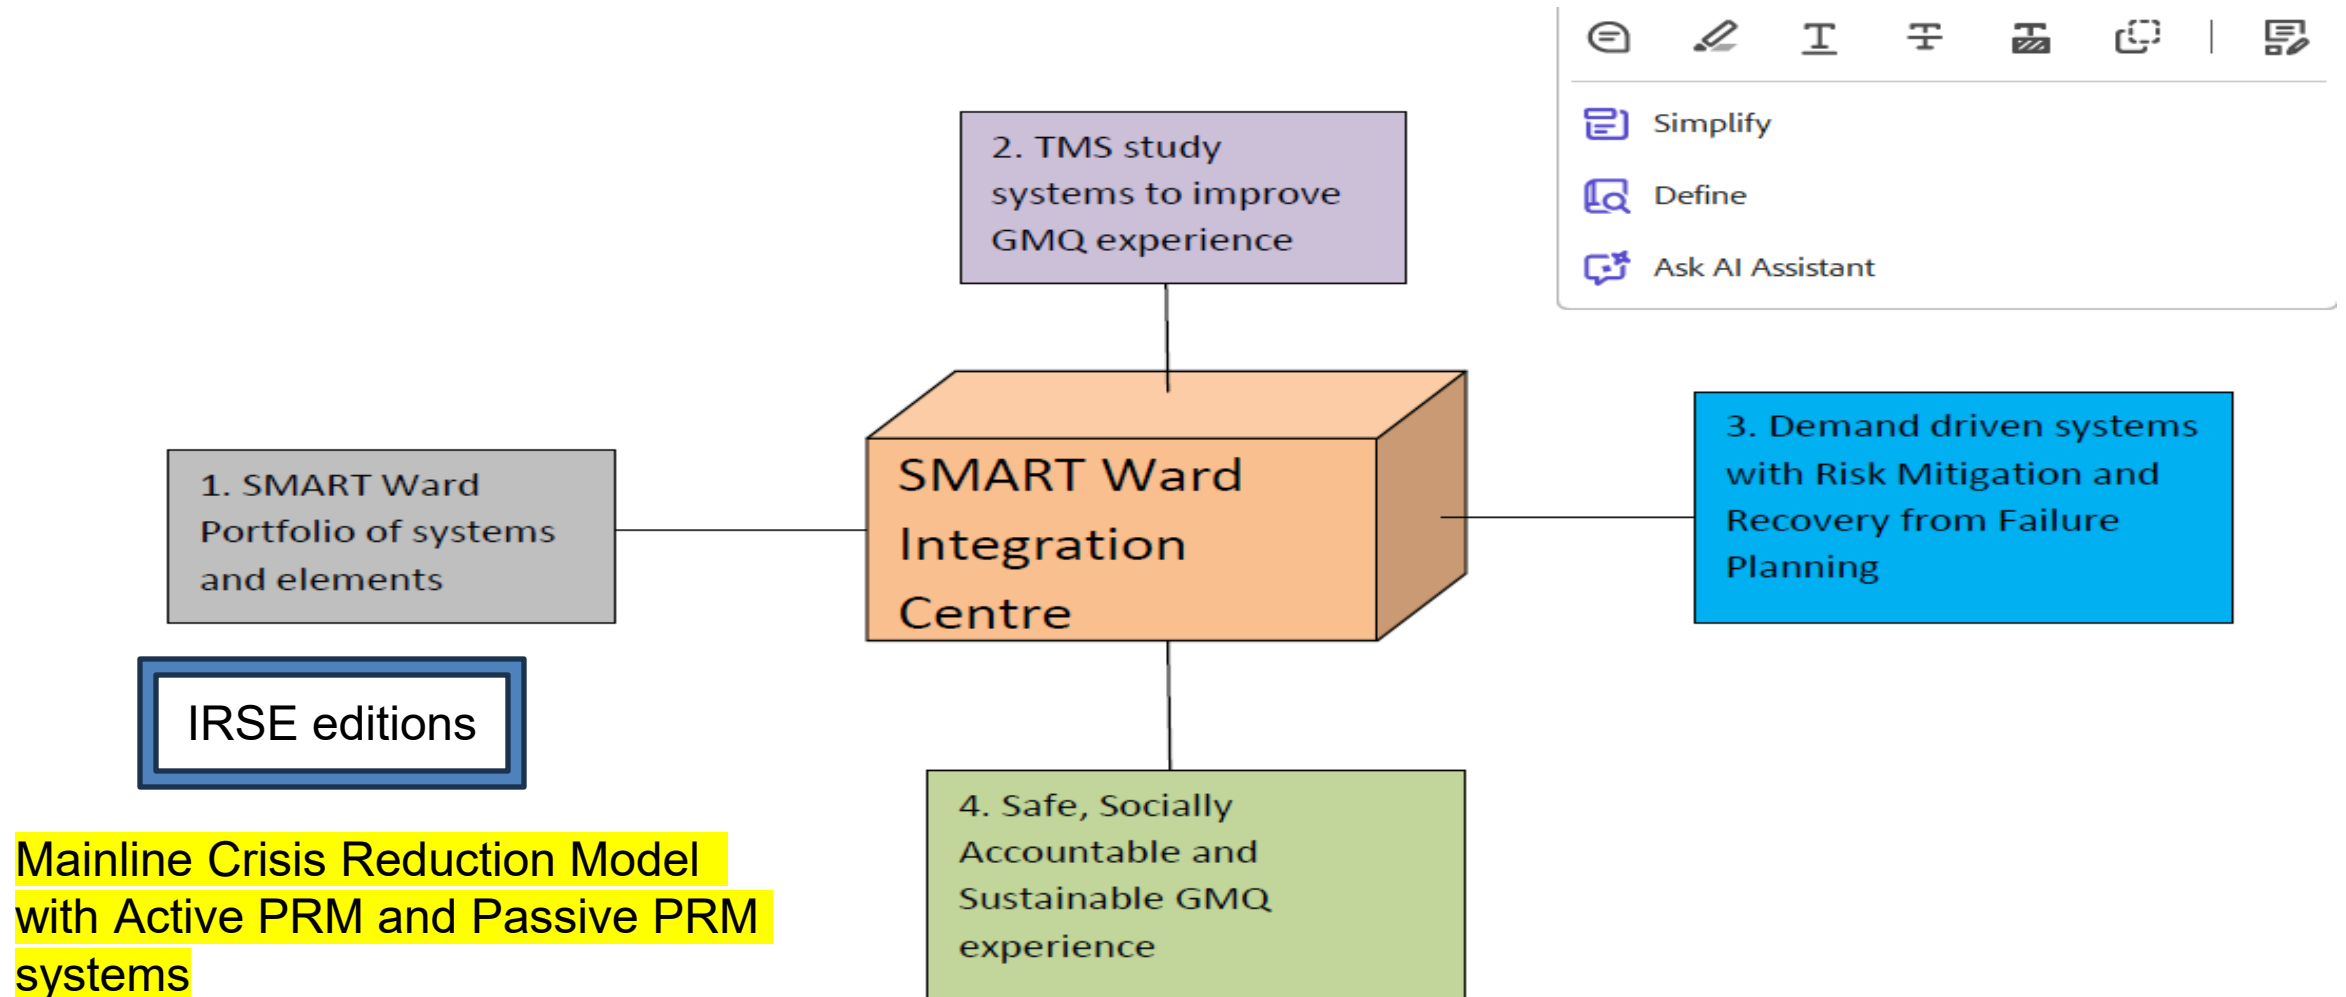 2. TMS study
systems to improve
GMQ experience
Simplify
Define
Ask AI Assistant
1. SMART Ward
Portfolio of systems
and elements
SMART Ward
Integration
Centre
3. Demand driven systems
with Risk Mitigation and
Recovery from Failure
Planning
IRSE editions
4. Safe, Socially
Accountable and
Sustainable GMQ
experience
Mainline Crisis Reduction Model
with Active PRM and Passive PRM
systems